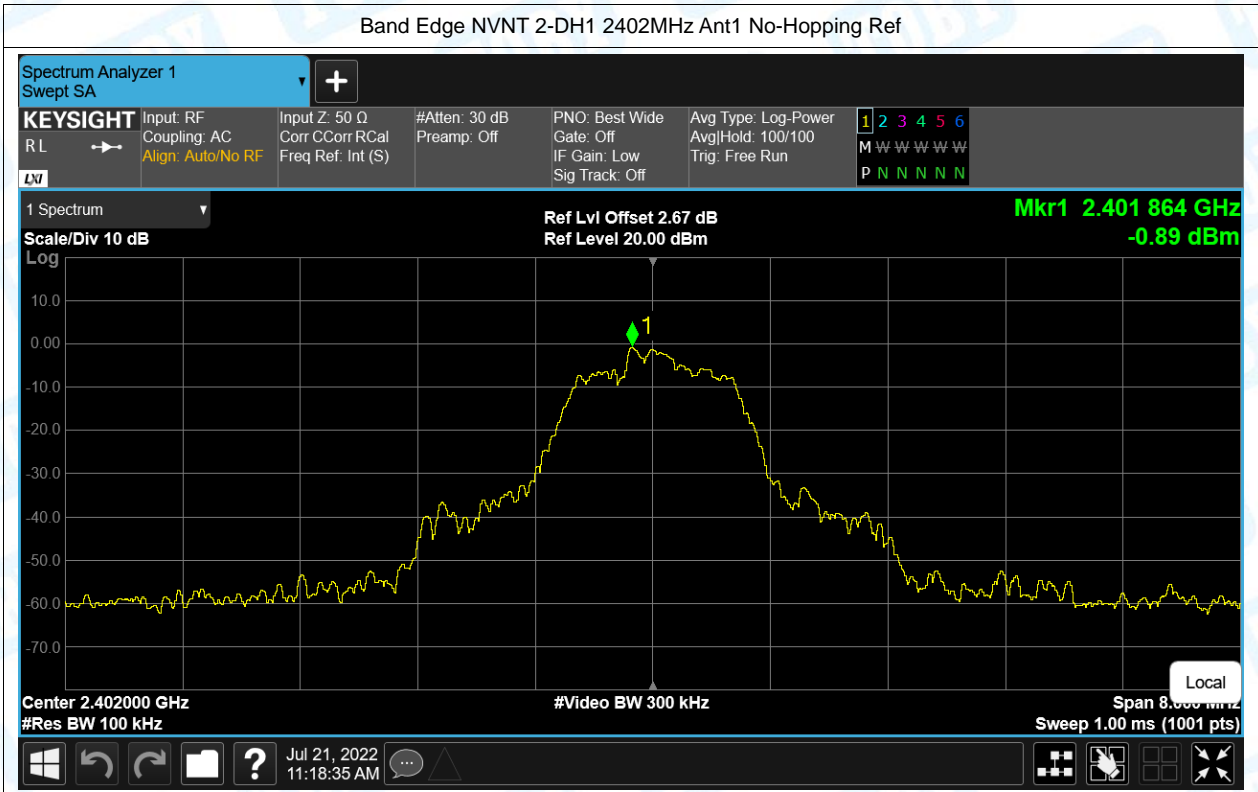 Band Edge NVNT 2-DH1 2402MHz Ant1 No-Hopping Ref
Spectrum Analyzer 1
Swept SA
KEYSIGHT
R L
LXI
Input: RF
Coupling: AC
Align: Auto/No RF
Input Z: 50 Ω
Corr CCorr RCal
Freq Ref: Int (S)
#Atten: 30 dB
Preamp: Off
PNO: Best Wide
Gate: Off
IF Gain: Low
Sig Track: Off
Avg Type: Log-Power
Avg|Hold: 100/100
Trig: Free Run
1 2 3 4 5 6
M W W W W W
P N N N N N
1 Spectrum
Scale/Div 10 dB
Log
Ref Lvl Offset 2.67 dB
Ref Level 20.00 dBm
Mkr1 2.401 864 GHz
-0.89 dBm
1
10.0
0.00
-10.0
-20.0
-30.0
-40.0
-50.0
-60.0
-70.0
Local
Center 2.402000 GHz
#Video BW 300 kHz
Span 8.000 MHz
#Res BW 100 kHz
Sweep 1.00 ms (1001 pts)
?
Jul 21, 2022
11:18:35 AM